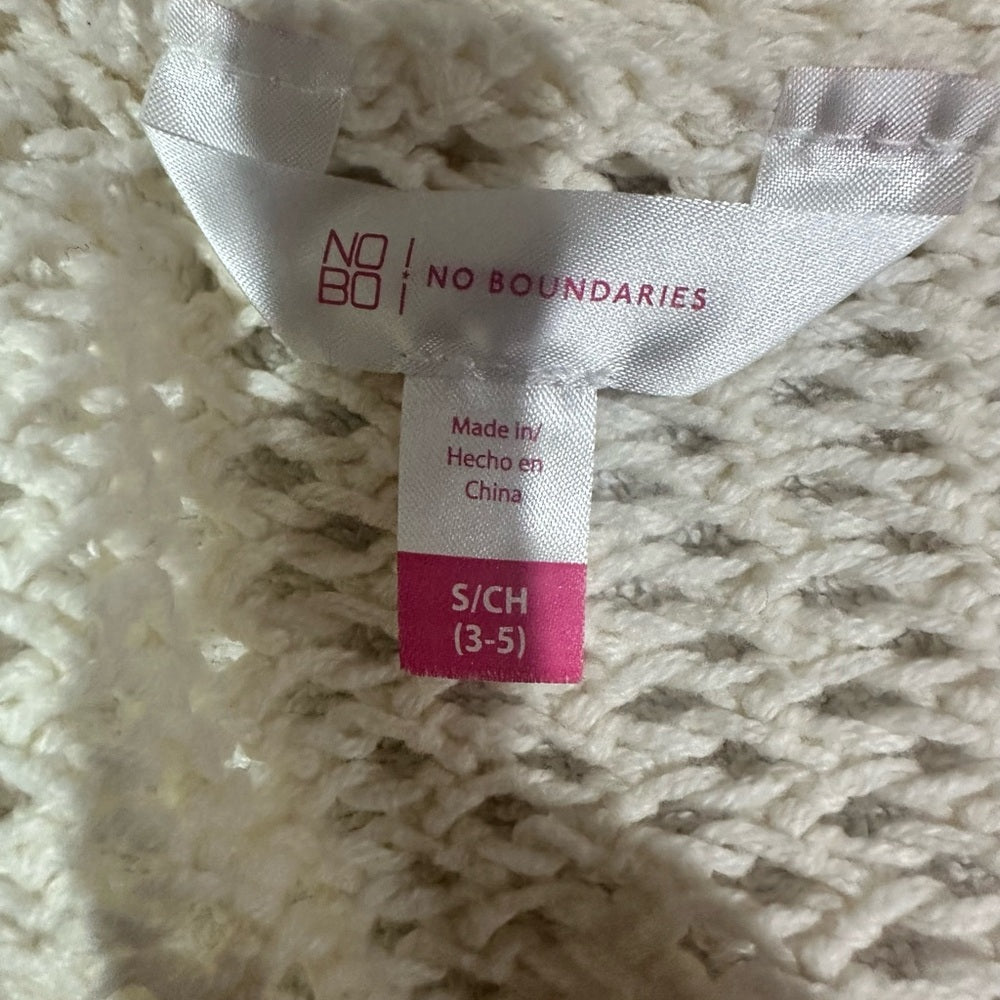 NO
BO
NO BOUNDARIES
Made in/
Hecho en
China
S/CH
(3-5)